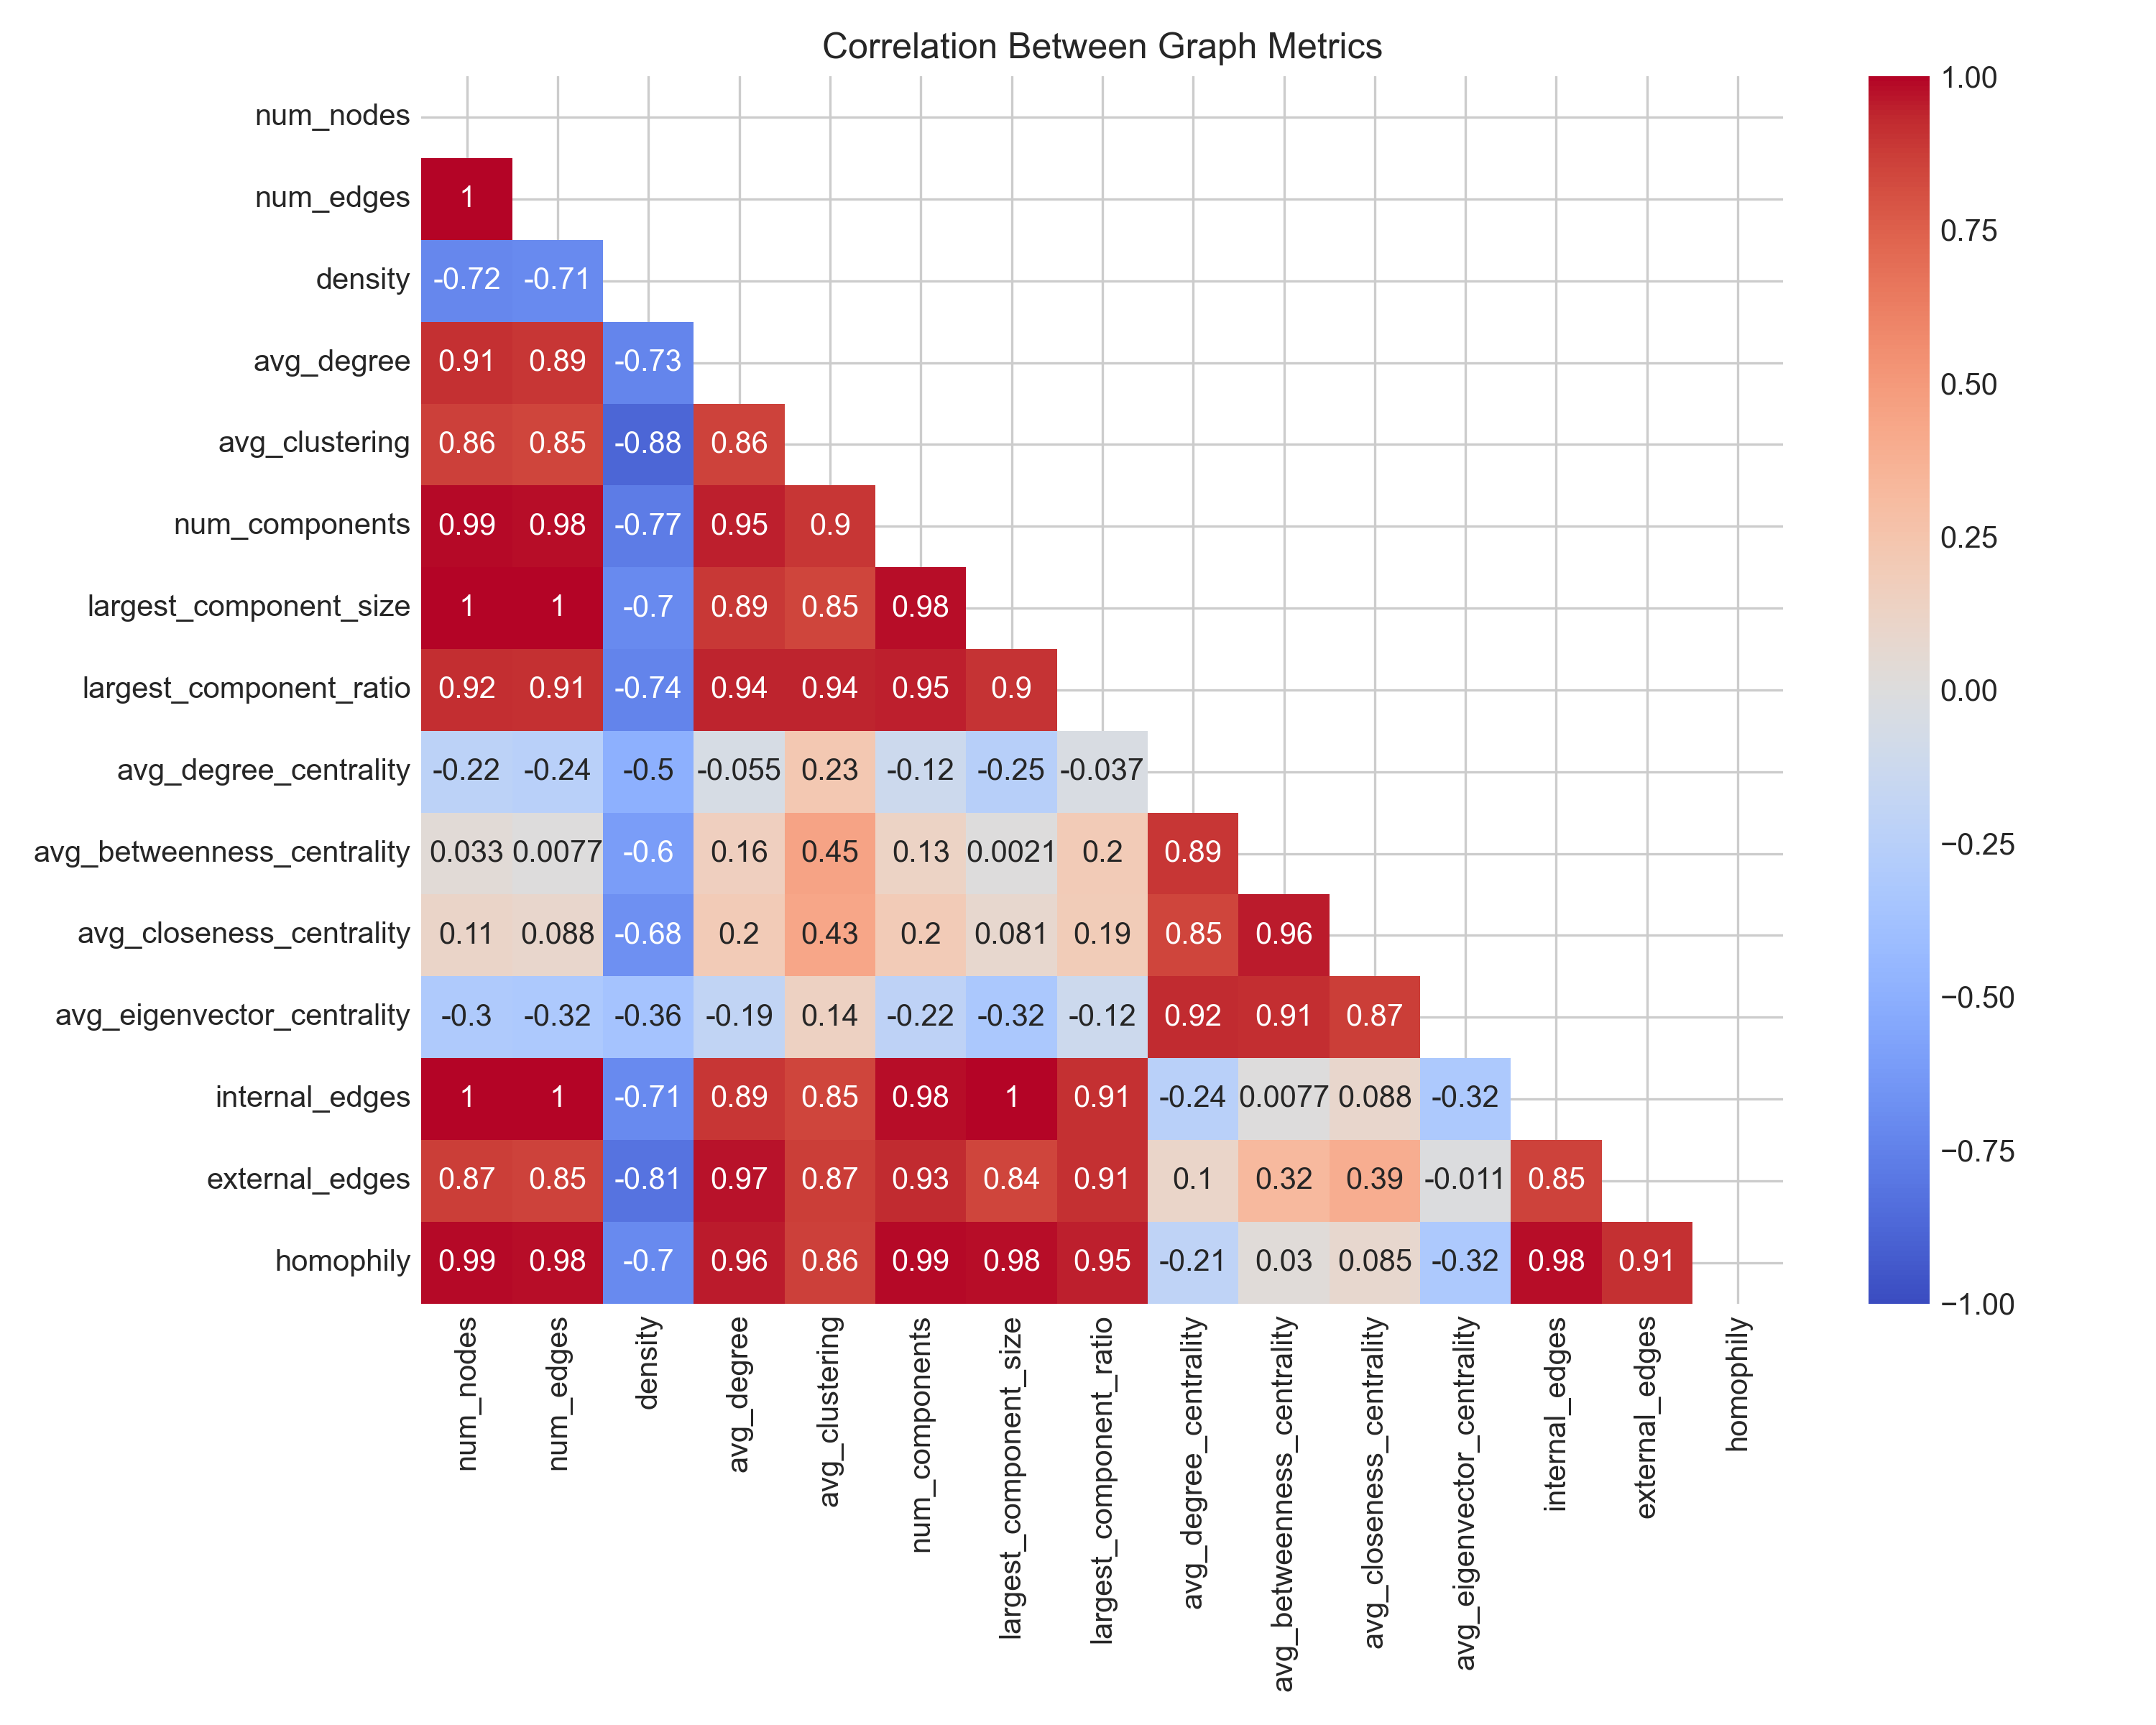 Correlation Between Graph Metrics
num_nodes
num_edges 1
density -0.72 -0.71
avg_degree 0.91 0.89 -0.73
avg_clustering 0.86 0.85 -0.88 0.86
num_components 0.99 0.98 -0.77 0.95 0.9
largest_component_size 1 1 -0.7 0.89 0.85 0.98
largest_component_ratio 0.92 0.91 -0.74 0.94 0.94 0.95 0.9
avg_degree_centrality -0.22 -0.24 -0.5 -0.055 0.23 -0.12 -0.25 -0.037
avg_betweenness_centrality 0.033 0.0077 -0.6 0.16 0.45 0.13 0.0021 0.2 0.89
avg_closeness_centrality 0.11 0.088 -0.68 0.2 0.43 0.2 0.081 0.19 0.85 0.96
avg_eigenvector_centrality -0.3 -0.32 -0.36 -0.19 0.14 -0.22 -0.32 -0.12 0.92 0.91 0.87
internal_edges 1 1 -0.71 0.89 0.85 0.98 1 0.91 -0.24 0.0077 0.088 -0.32
external_edges 0.87 0.85 -0.81 0.97 0.87 0.93 0.84 0.91 0.1 0.32 0.39 -0.011 0.85
homophily 0.99 0.98 -0.7 0.96 0.86 0.99 0.98 0.95 -0.21 0.03 0.085 -0.32 0.98 0.91
num_nodes
num_edges
density
avg_degree
avg_clustering
num_components
largest_component_size
largest_component_ratio
avg_degree_centrality
avg_betweenness_centrality
avg_closeness_centrality
avg_eigenvector_centrality
internal_edges
external_edges
homophily
1.00
0.75
0.50
0.25
0.00
−0.25
−0.50
−0.75
−1.00